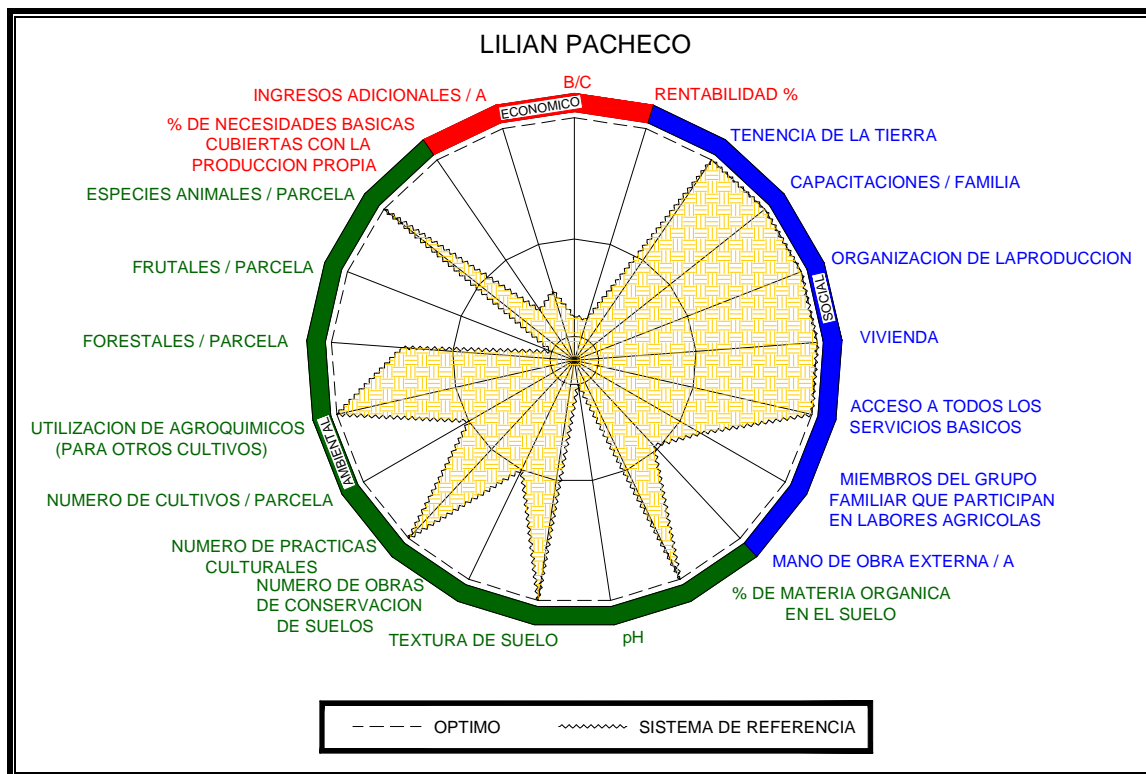 LILIAN PACHECO
B/C
ECONOMICO
RENTABILIDAD %
TENENCIA DE LA TIERRA
CAPACITACIONES / FAMILIA
ORGANIZACION DE LAPRODUCCION
SOCIAL
VIVIENDA
ACCESO A TODOS LOS
SERVICIOS BASICOS
MIEMBROS DEL GRUPO
FAMILIAR QUE PARTICIPAN
EN LABORES AGRICOLAS
MANO DE OBRA EXTERNA / A
% DE MATERIA ORGANICA
EN EL SUELO
pH
TEXTURA DE SUELO
NUMERO DE OBRAS
DE CONSERVACION
DE SUELOS
NUMERO DE PRACTICAS
CULTURALES
NUMERO DE CULTIVOS / PARCELA
AMBIENTAL
UTILIZACION DE AGROQUIMICOS
(PARA OTROS CULTIVOS)
FORESTALES / PARCELA
FRUTALES / PARCELA
ESPECIES ANIMALES / PARCELA
% DE NECESIDADES BASICAS
CUBIERTAS CON LA
PRODUCCION PROPIA
INGRESOS ADICIONALES / A
OPTIMO
SISTEMA DE REFERENCIA